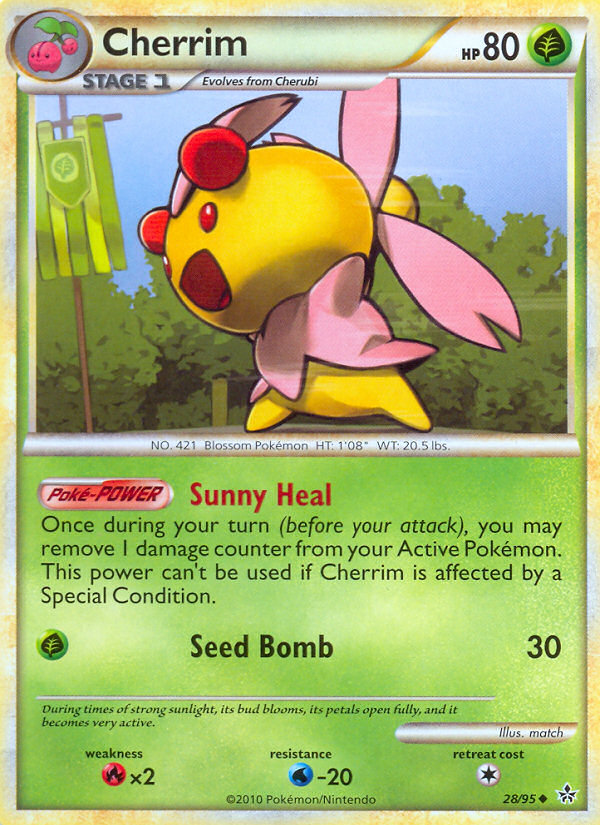 Cherrim
HP 80
STAGE 1
Evolves from Cherubi
NO. 421 Blossom Pokémon HT: 1'08" WT: 20.5 lbs.
Poké-POWER Sunny Heal
Once during your turn (before your attack), you may
remove 1 damage counter from your Active Pokémon.
This power can't be used if Cherrim is affected by a
Special Condition.
Seed Bomb 30
During times of strong sunlight, its bud blooms, its petals open fully, and it
becomes very active.
Illus. match
weakness resistance retreat cost
×2 -20
©2010 Pokémon/Nintendo 28/95